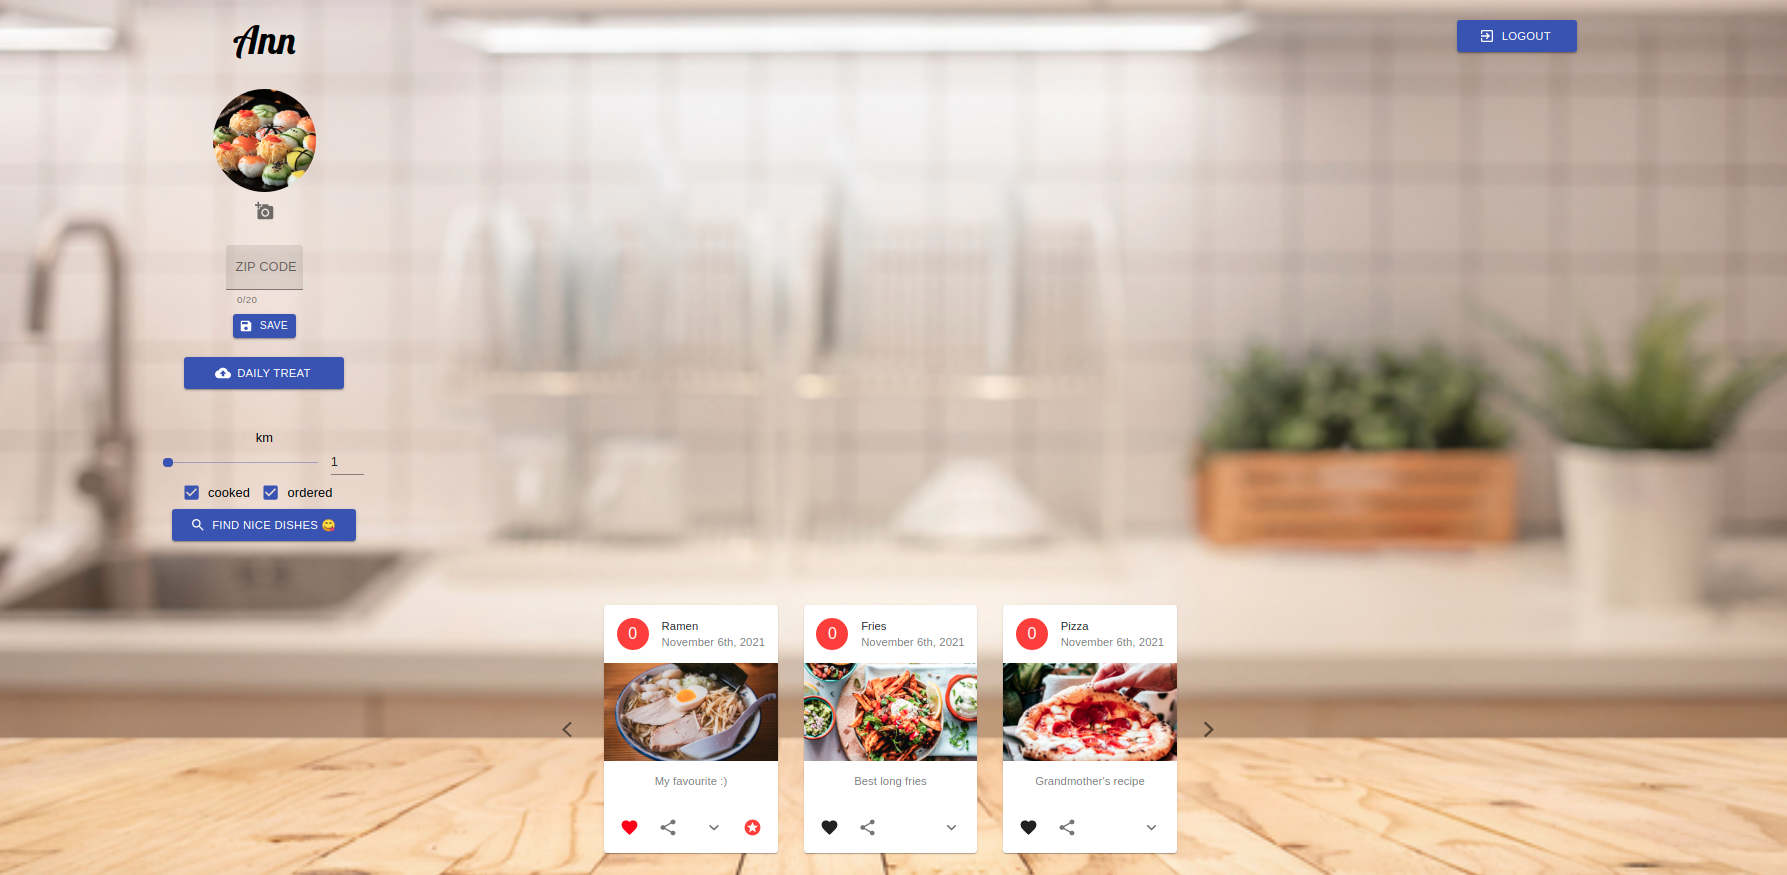 Ann
LOGOUT
ZIP CODE
0/20
SAVE
DAILY TREAT
km
1
cooked
ordered
FIND NICE DISHES 😋
0
Ramen
November 6th, 2021
My favourite :)
0
Fries
November 6th, 2021
Best long fries
0
Pizza
November 6th, 2021
Grandmother's recipe